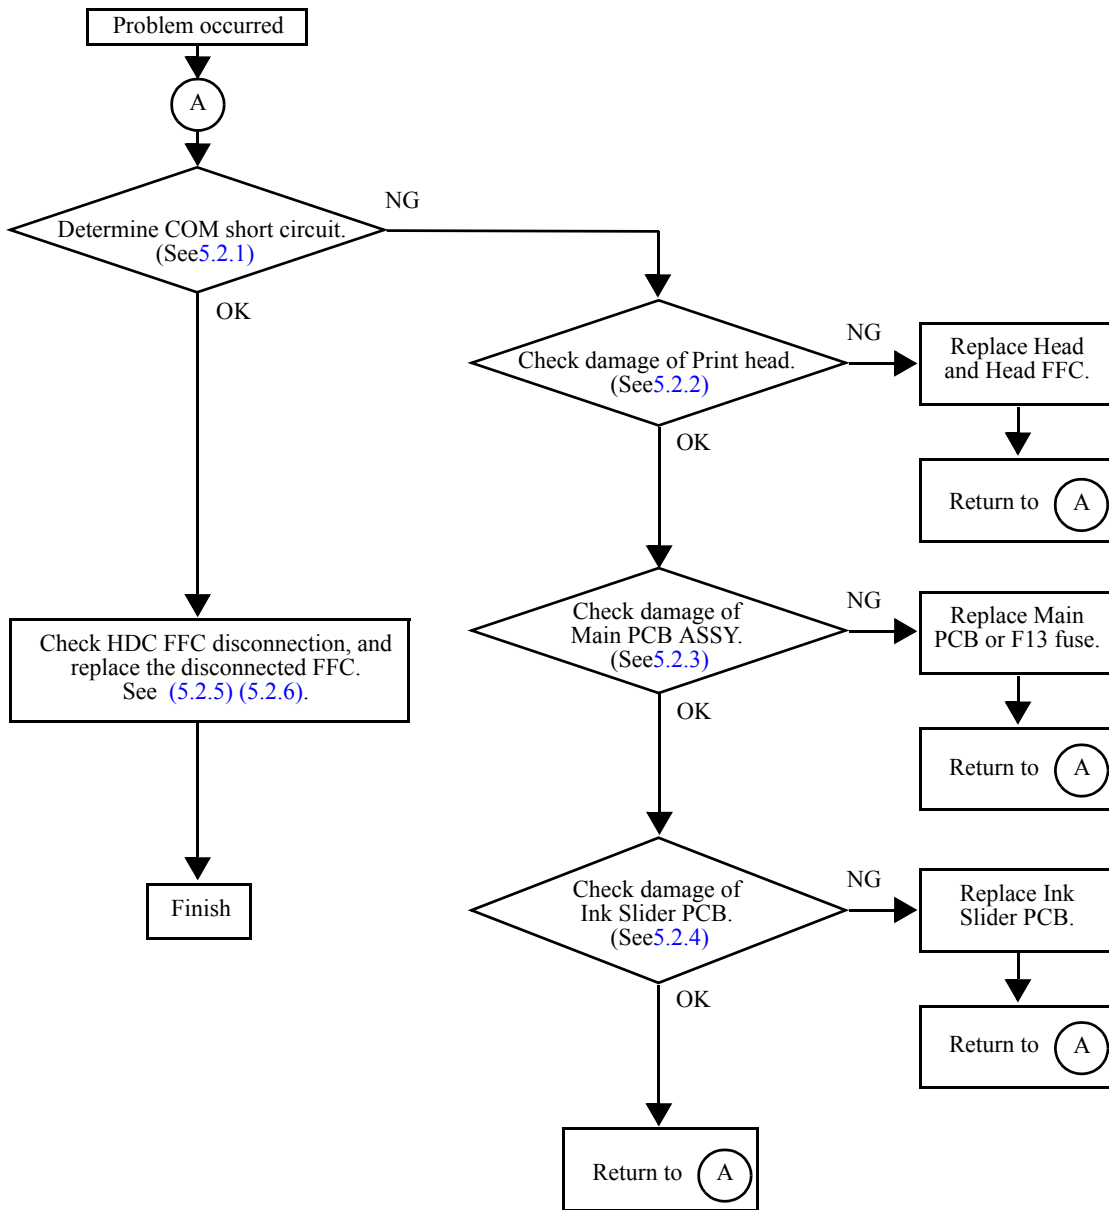 Problem occurred
A
NG
Determine COM short circuit.
(See5.2.1)
OK
NG
Check damage of Print head.
(See5.2.2)
Replace Head
and Head FFC.
OK
Return to A
Check damage of
Main PCB ASSY.
(See5.2.3)
NG
Replace Main
PCB or F13 fuse.
Check HDC FFC disconnection, and
replace the disconnected FFC.
See (5.2.5) (5.2.6).
OK
Return to A
Finish
Check damage of
Ink Slider PCB.
(See5.2.4)
NG
Replace Ink
Slider PCB.
OK
Return to A
Return to A